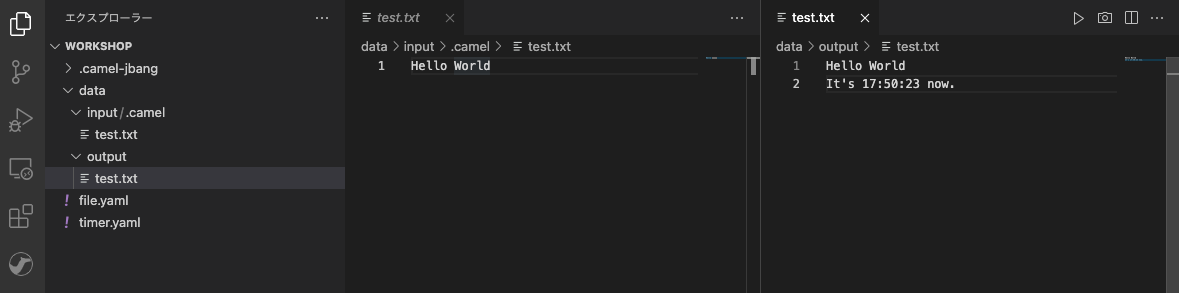 エクスプローラー ···
WORKSHOP
.camel-jbang
data
input/.camel
test.txt
output
test.txt
file.yaml
timer.yaml
test.txt ···
data > input > .camel > test.txt
1 Hello World
test.txt ···
data > output > test.txt
1 Hello World
2 It's 17:50:23 now.